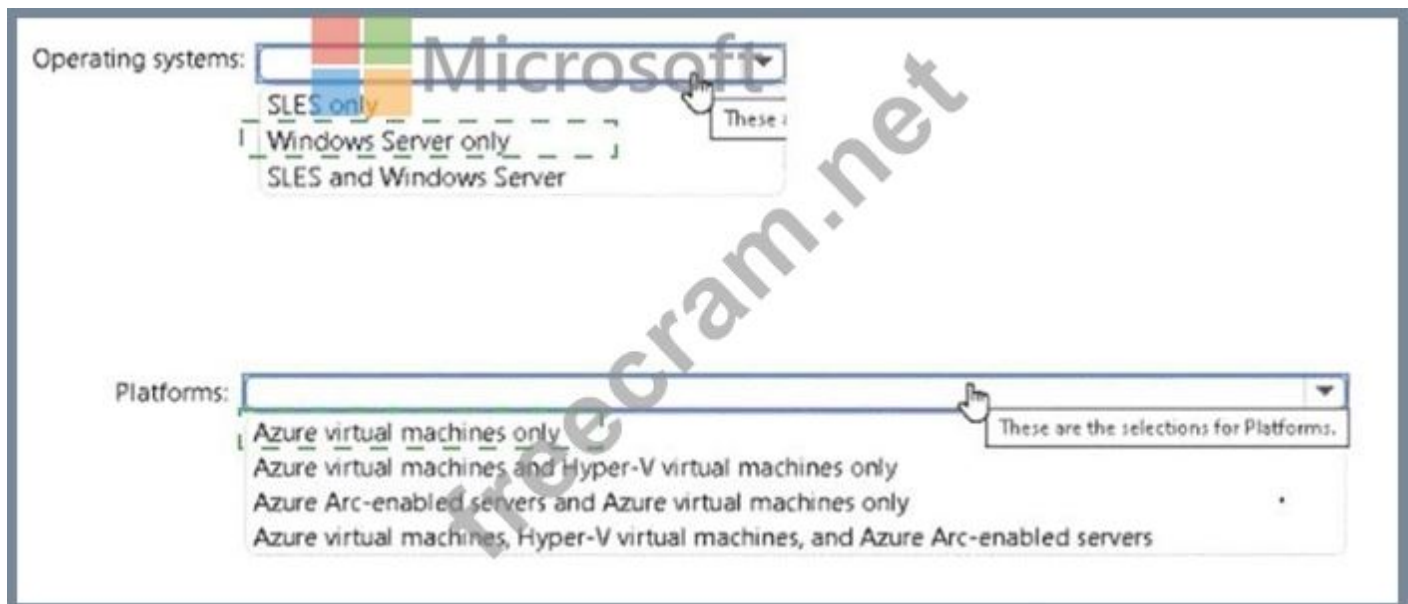 Microsoft
Operating systems:
SLES only
These
Windows Server only
SLES and Windows Server
freecram.net
Platforms:
Azure virtual machines only
These are the selections for Platforms.
Azure virtual machines and Hyper-V virtual machines only
Azure Arc-enabled servers and Azure virtual machines only
Azure virtual machines, Hyper-V virtual machines, and Azure Arc-enabled servers